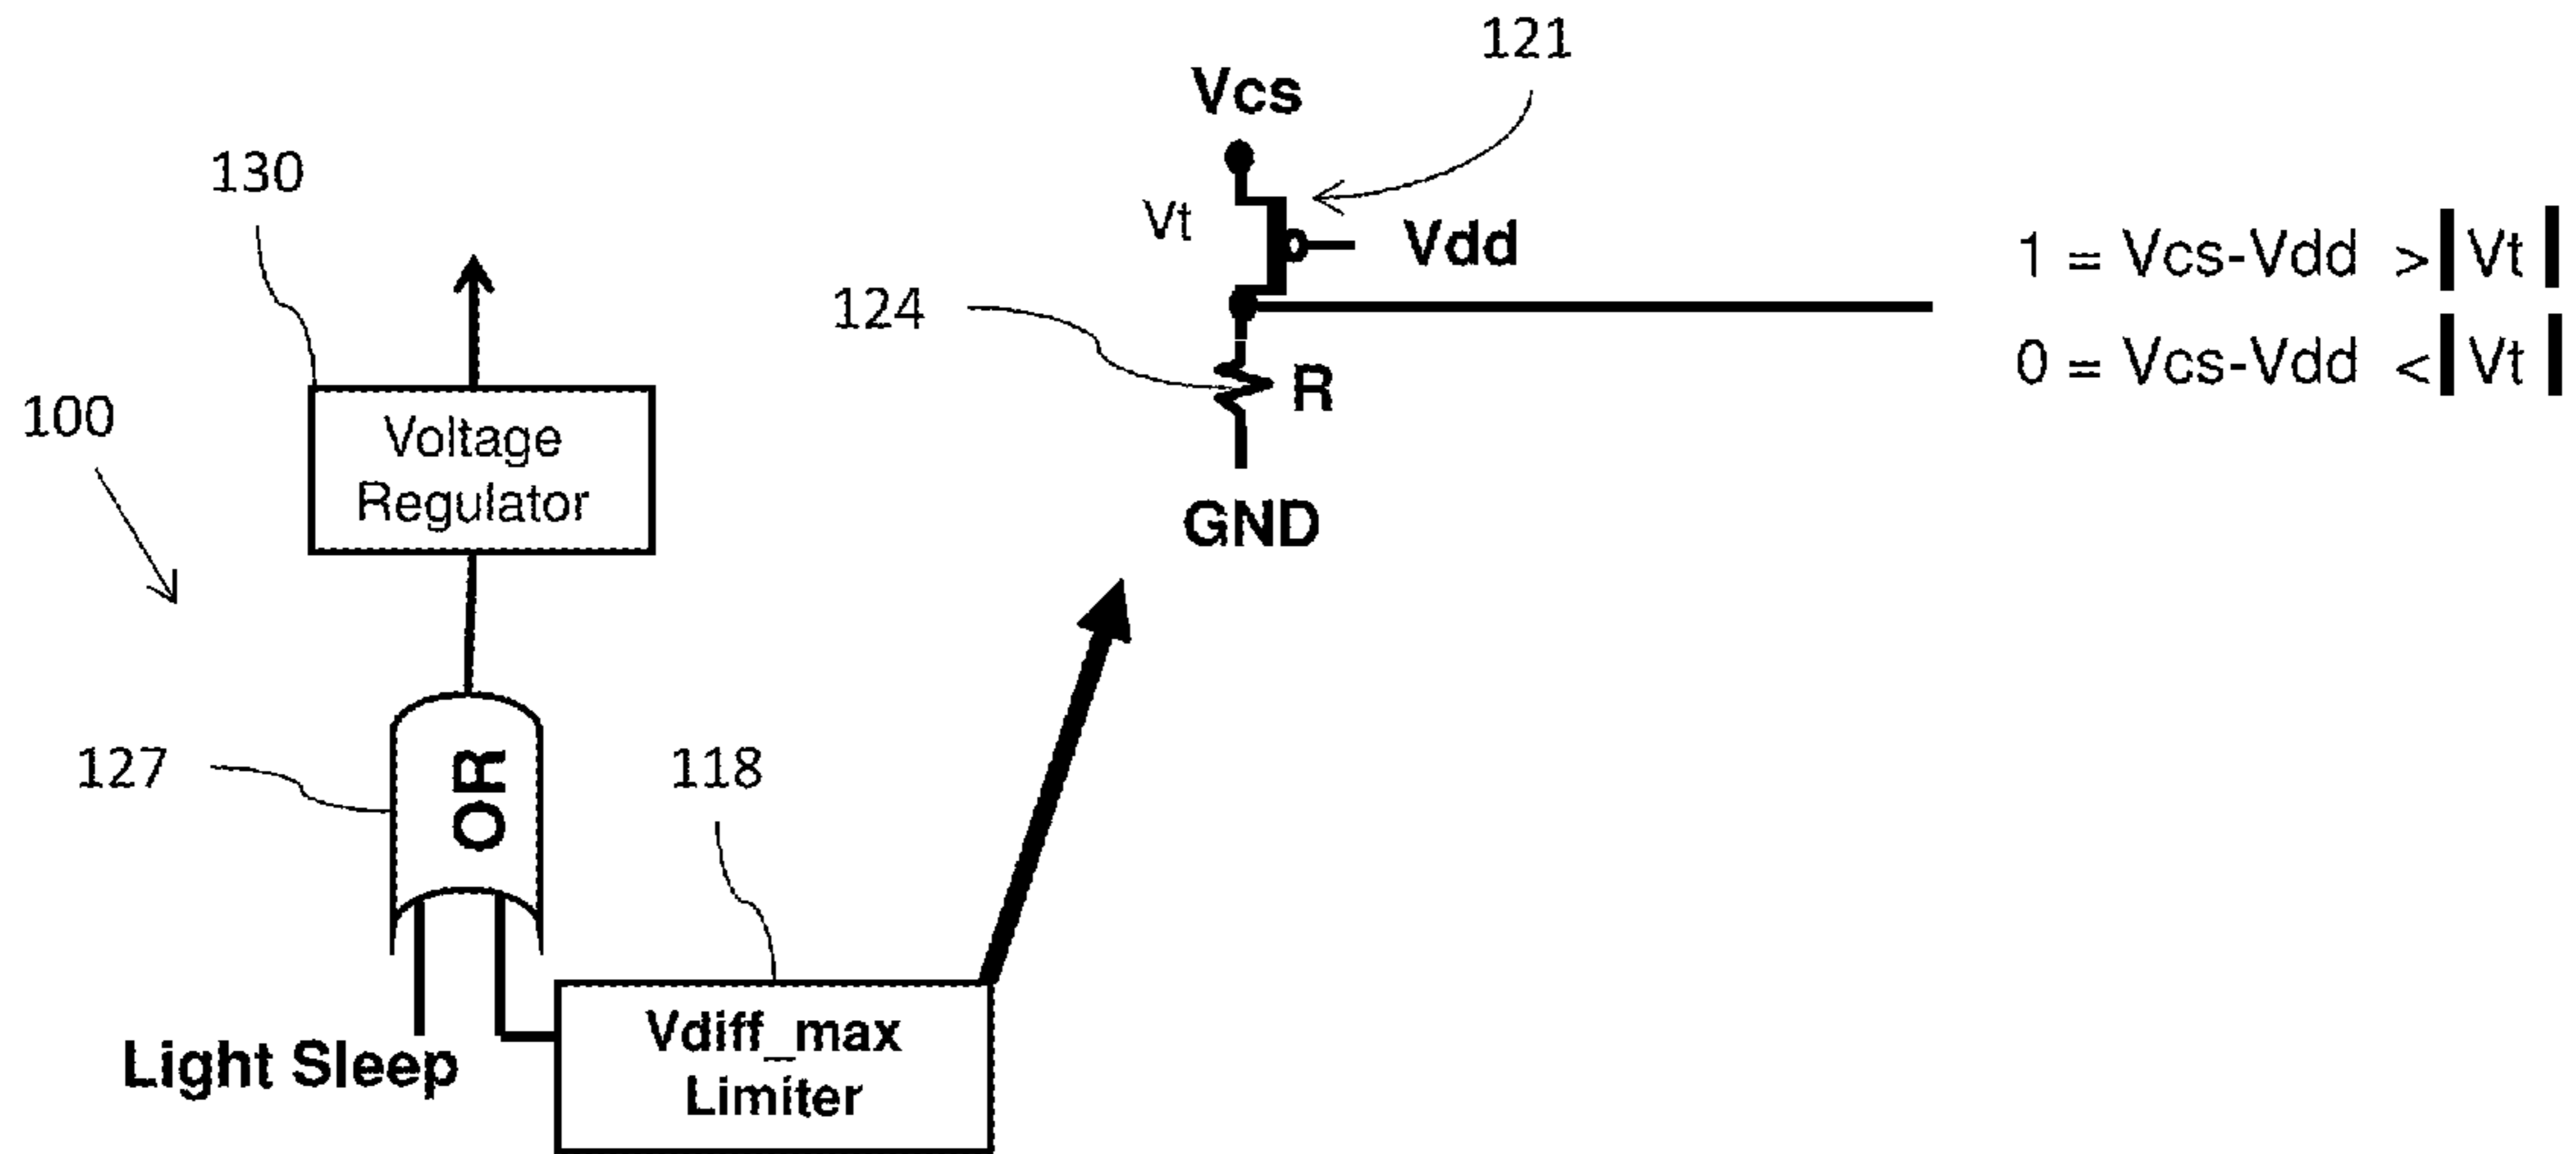 121
Vcs
130
Vt
Vdd
1 = Vcs-Vdd >|Vt|
124
0 = Vcs-Vdd <|Vt|
R
100
Voltage
Regulator
GND
127
OR
118
Light Sleep
Vdiff_max
Limiter